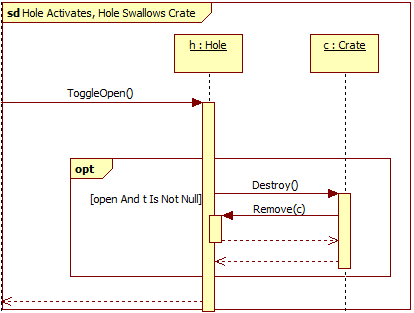 sd Hole Activates, Hole Swallows Crate
h : Hole
c : Crate
ToggleOpen()
opt
[open And t Is Not Null]
Destroy()
Remove(c)